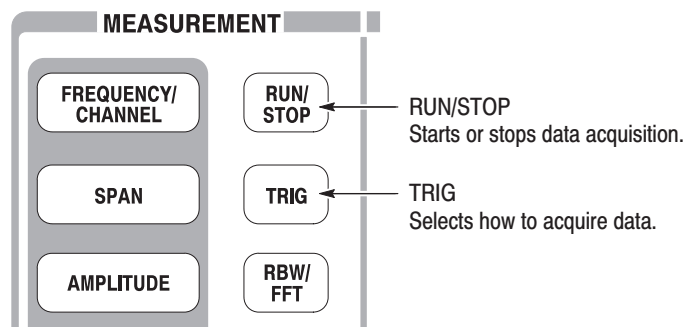 MEASUREMENT
FREQUENCY/
CHANNEL
RUN/
STOP
RUN/STOP
Starts or stops data acquisition.
SPAN
TRIG
TRIG
Selects how to acquire data.
AMPLITUDE
RBW/
FFT